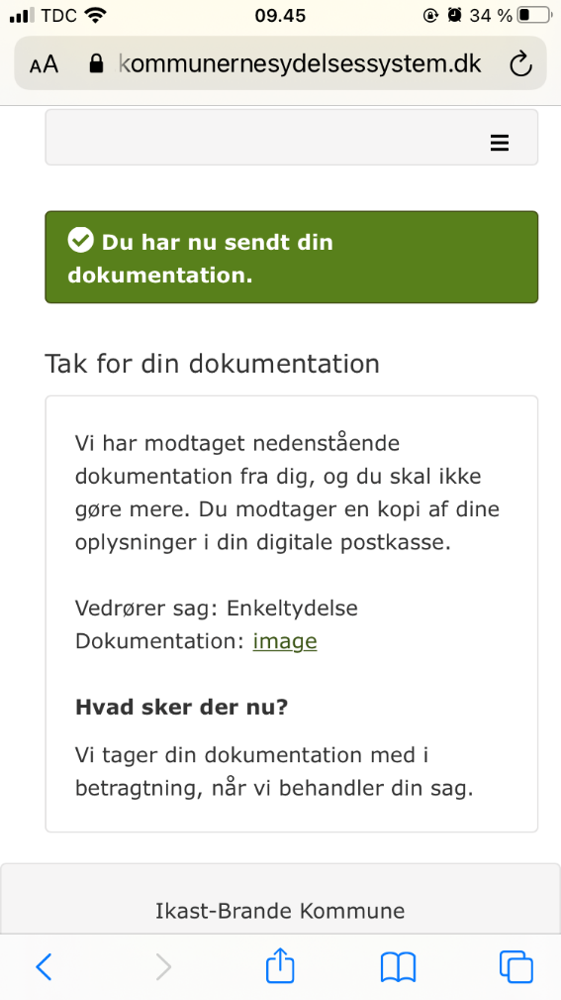 TDC 09.45 34 %
AA kommunernesydelsessystem.dk
Du har nu sendt din
dokumentation.
Tak for din dokumentation
Vi har modtaget nedenstående
dokumentation fra dig, og du skal ikke
gøre mere. Du modtager en kopi af dine
oplysninger i din digitale postkasse.
Vedrører sag: Enkeltydelse
Dokumentation: image
Hvad sker der nu?
Vi tager din dokumentation med i
betragtning, når vi behandler din sag.
Ikast-Brande Kommune